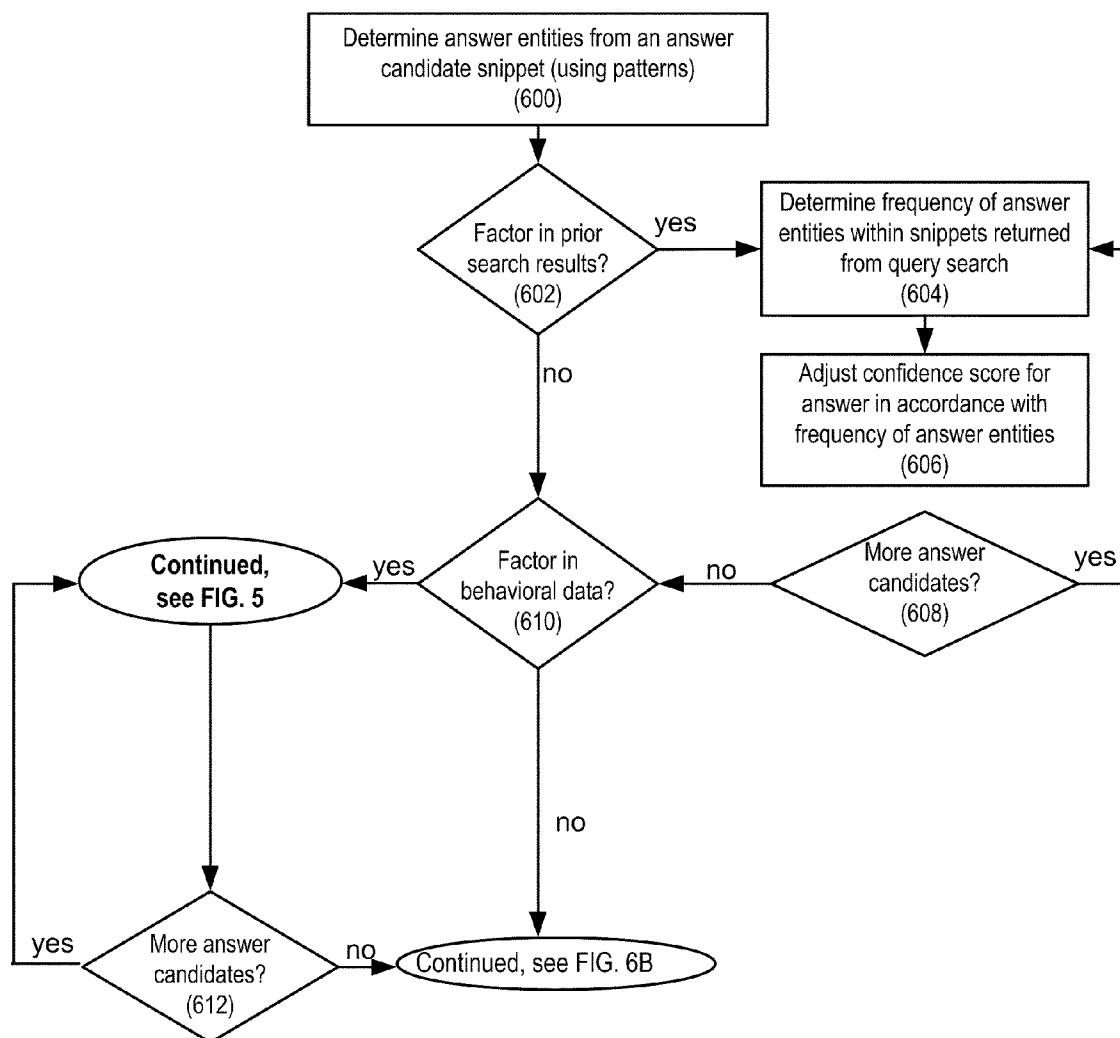 Determine answer entities from an answer
candidate snippet (using patterns)
(600)
Factor in prior
search results?
(602)
yes
Determine frequency of answer
entities within snippets returned
from query search
(604)
no
Adjust confidence score for
answer in accordance with
frequency of answer entities
(606)
Continued,
see FIG. 5
yes
Factor in
behavioral data?
(610)
no
More answer
candidates?
(608)
yes
no
yes
More answer
candidates?
(612)
no
Continued, see FIG. 6B